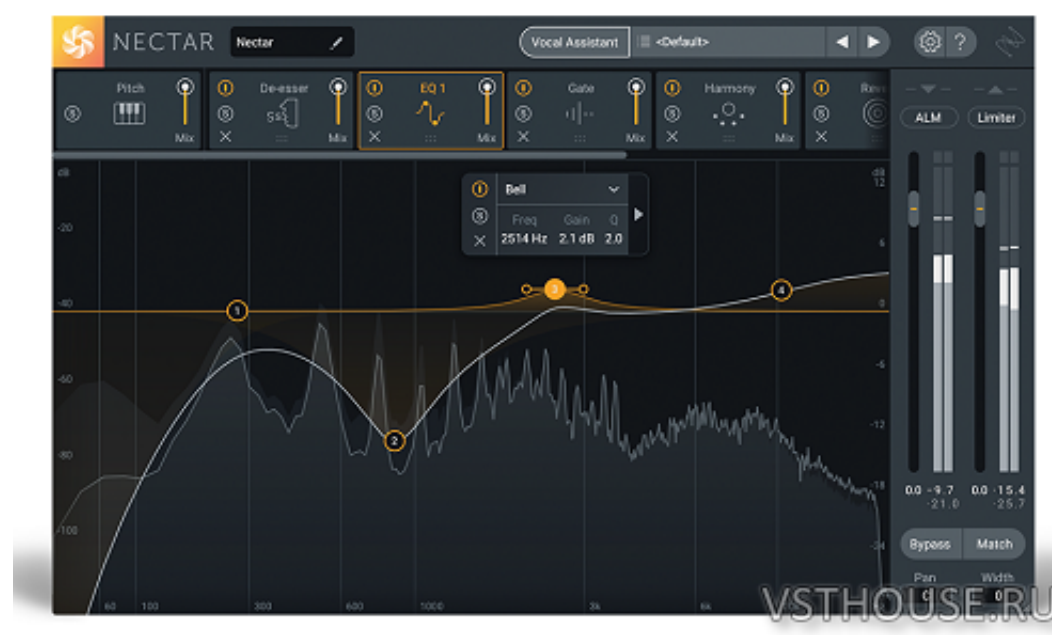 NECTAR
Nectar
Vocal Assistant
<Default>
?
Pitch
De-esser
EQ 1
Gate
Harmony
S
Mix
Mix
Mix
Mix
Mix
ALM
Limiter
dB
-20
-40
-60
-80
-100
Bell
Freq
Gain
Q
2514 Hz
2.1 dB
2.0
1
2
3
4
dB
12
6
0
-6
-12
-18
-24
0.0
-9.7
0.0
-15.4
-21.0
-25.7
Bypass
Match
Pan
Width
C
0
60
100
300
600
1000
3k
6k
VSTHOUSE.RU